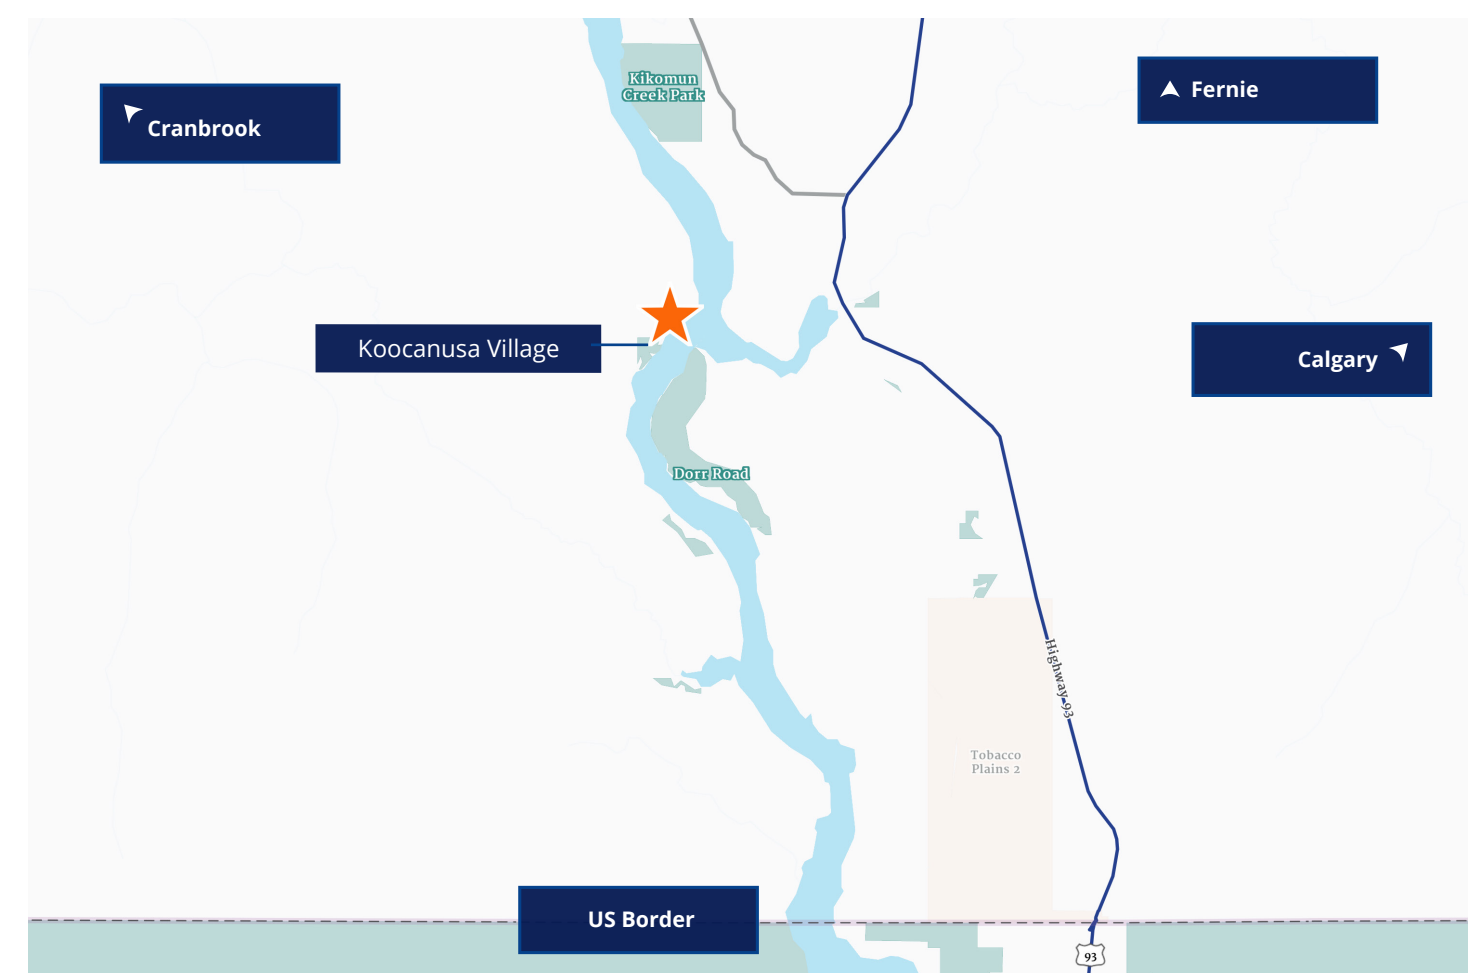 Kikomun
Creek Park
Fernie
Cranbrook
Koocanusa Village
Calgary
Dorr Road
Highway 93
Tobacco
Plains 2
US Border
93